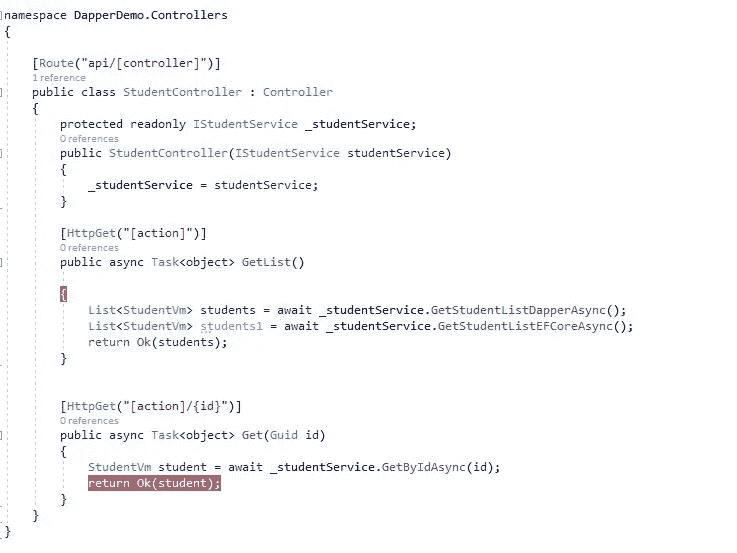 namespace DapperDemo.Controllers
{
[Route("api/[controller]")]
1 reference
public class StudentController : Controller
{
protected readonly IStudentService _studentService;
0 references
public StudentController(IStudentService studentService)
{
_studentService = studentService;
}
[HttpGet("[action]")]
0 references
public async Task<object> GetList()
{
List<StudentVm> students = await _studentService.GetStudentListDapperAsync();
List<StudentVm> students1 = await _studentService.GetStudentListEFCoreAsync();
return Ok(students);
}
[HttpGet("[action]/{id}")]
0 references
public async Task<object> Get(Guid id)
{
StudentVm student = await _studentService.GetByIdAsync(id);
return Ok(student);
}
}
}